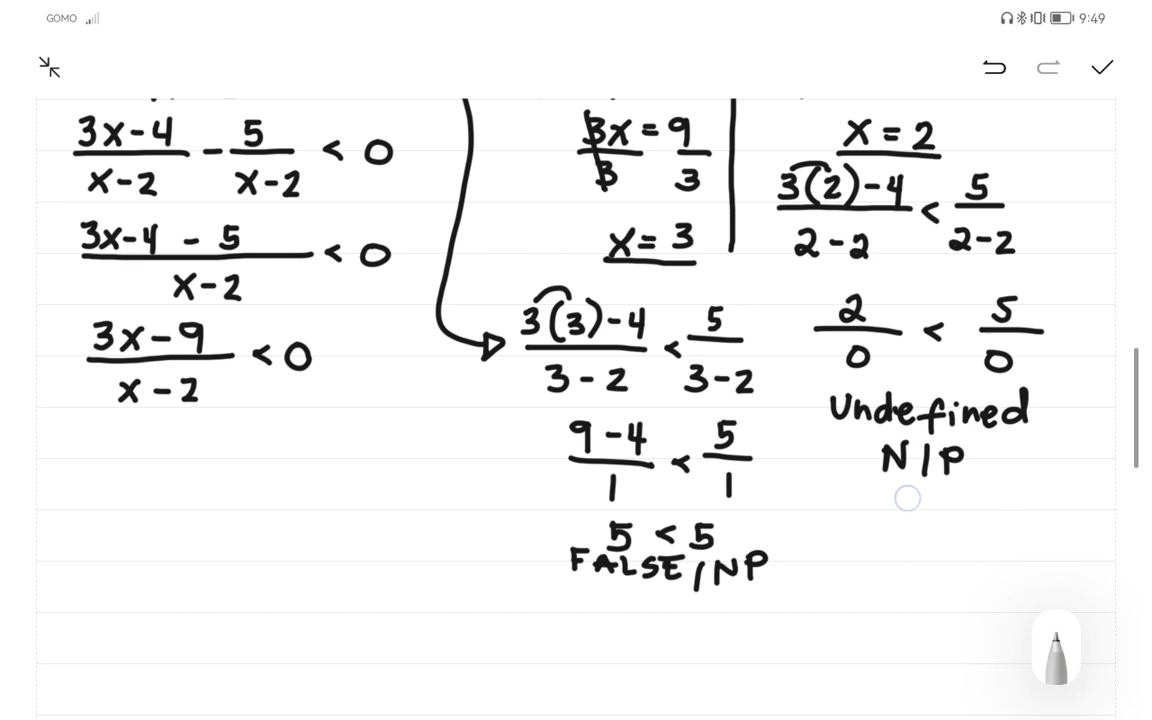 GOMO 9:49
3x-4/x-2 - 5/x-2 < 0
3x-4 - 5/x-2 < 0
3x-9/x-2 < 0
3x/3 = 9/3
x = 3
3(3)-4/3-2 < 5/3-2
9-4/1 < 5/1
5 < 5
FALSE/NP
x = 2
3(2)-4/2-2 < 5/2-2
2/0 < 5/0
Undefined
N/P